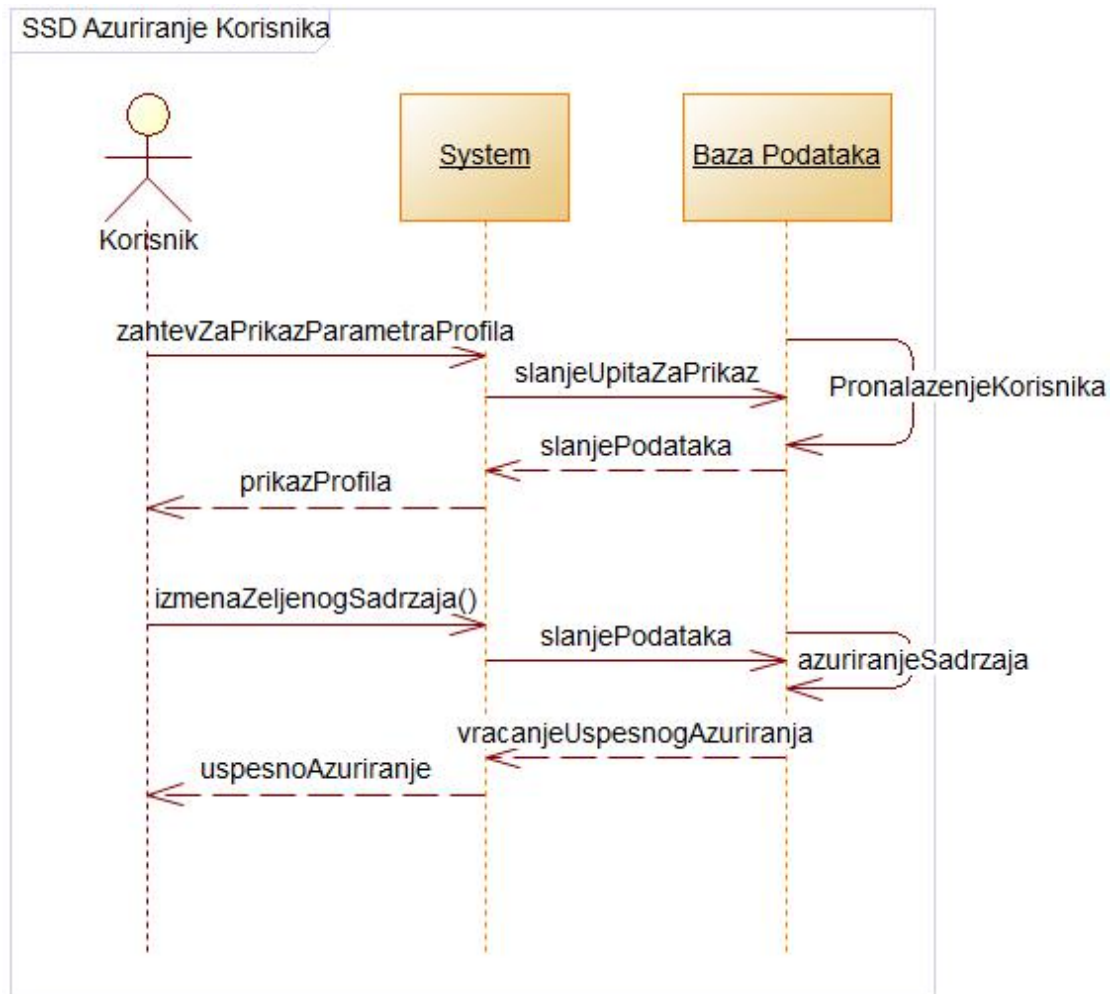 SSD Azuriranje Korisnika
System
Baza Podataka
Korisnik
zahtevZaPrikazParametraProfila
slanjeUpitaZaPrikaz
PronalazenjeKorisnika
slanjePodataka
prikazProfila
izmenaZeljenogSadrzaja()
slanjePodataka
azuriranjeSadrzaja
vracanjeUspesnogAzuriranja
uspesnoAzuriranje